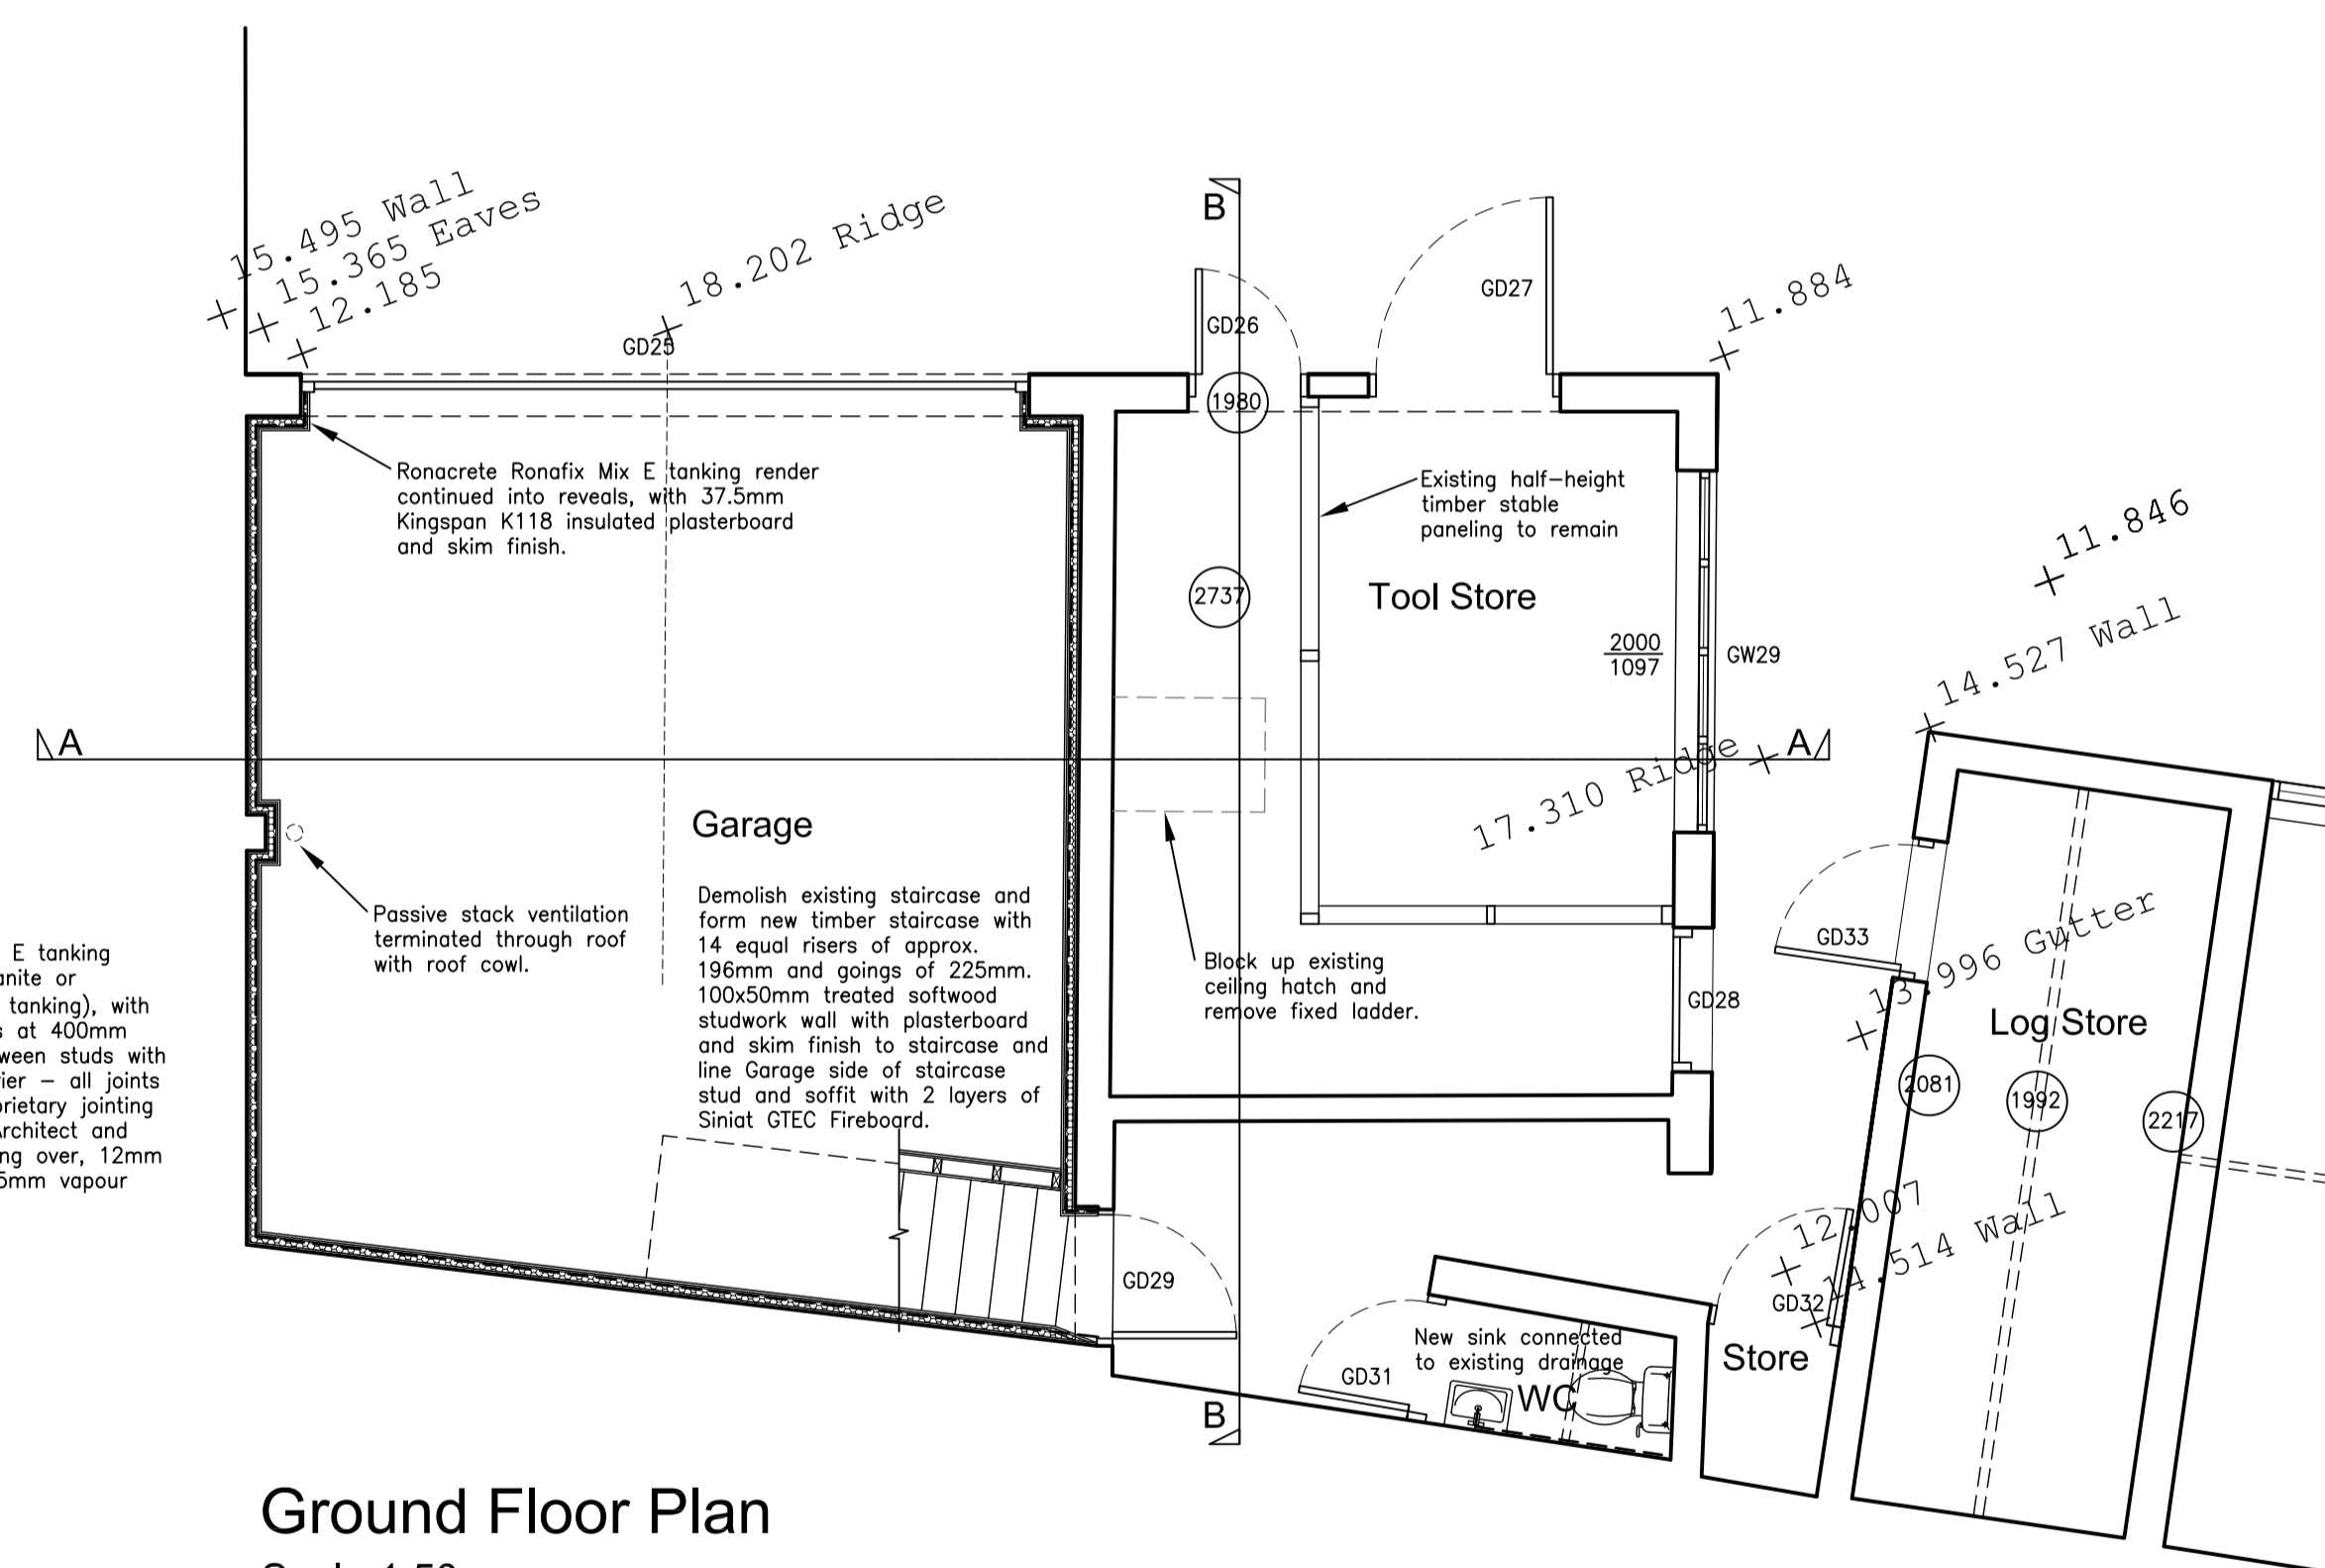 15.495 Wall
15.365 Eaves
12.185
18.202 Ridge
GD25
B
GD26
GD27
11.884
1980
Ronacrete Ronafix Mix E tanking render
continued into reveals, with 37.5mm
Kingspan K118 insulated plasterboard
and skim finish.
Existing half-height
timber stable
paneling to remain
11.846
2737
Tool Store
2000
1097
GW29
14.527 Wall
A
A
17.310 Ridge
Garage
Passive stack ventilation
terminated through roof
with roof cowl.
Demolish existing staircase and
form new timber staircase with
14 equal risers of approx.
196mm and goings of 225mm.
100x50mm treated softwood
studwork wall with plasterboard
and skim finish to staircase and
line Garage side of staircase
stud and soffit with 2 layers of
Siniat GTEC Fireboard.
Block up existing
ceiling hatch and
remove fixed ladder.
GD33
13.996 Gutter
GD28
Log Store
2081
1992
2217
E tanking
tanking), with
at 400mm
studs with
– all joints
jointing
and
over, 12mm
vapour
12.007
14.514 Wall
GD29
GD32
New sink connected
to existing drainage
GD31
WC
Store
B
Ground Floor Plan